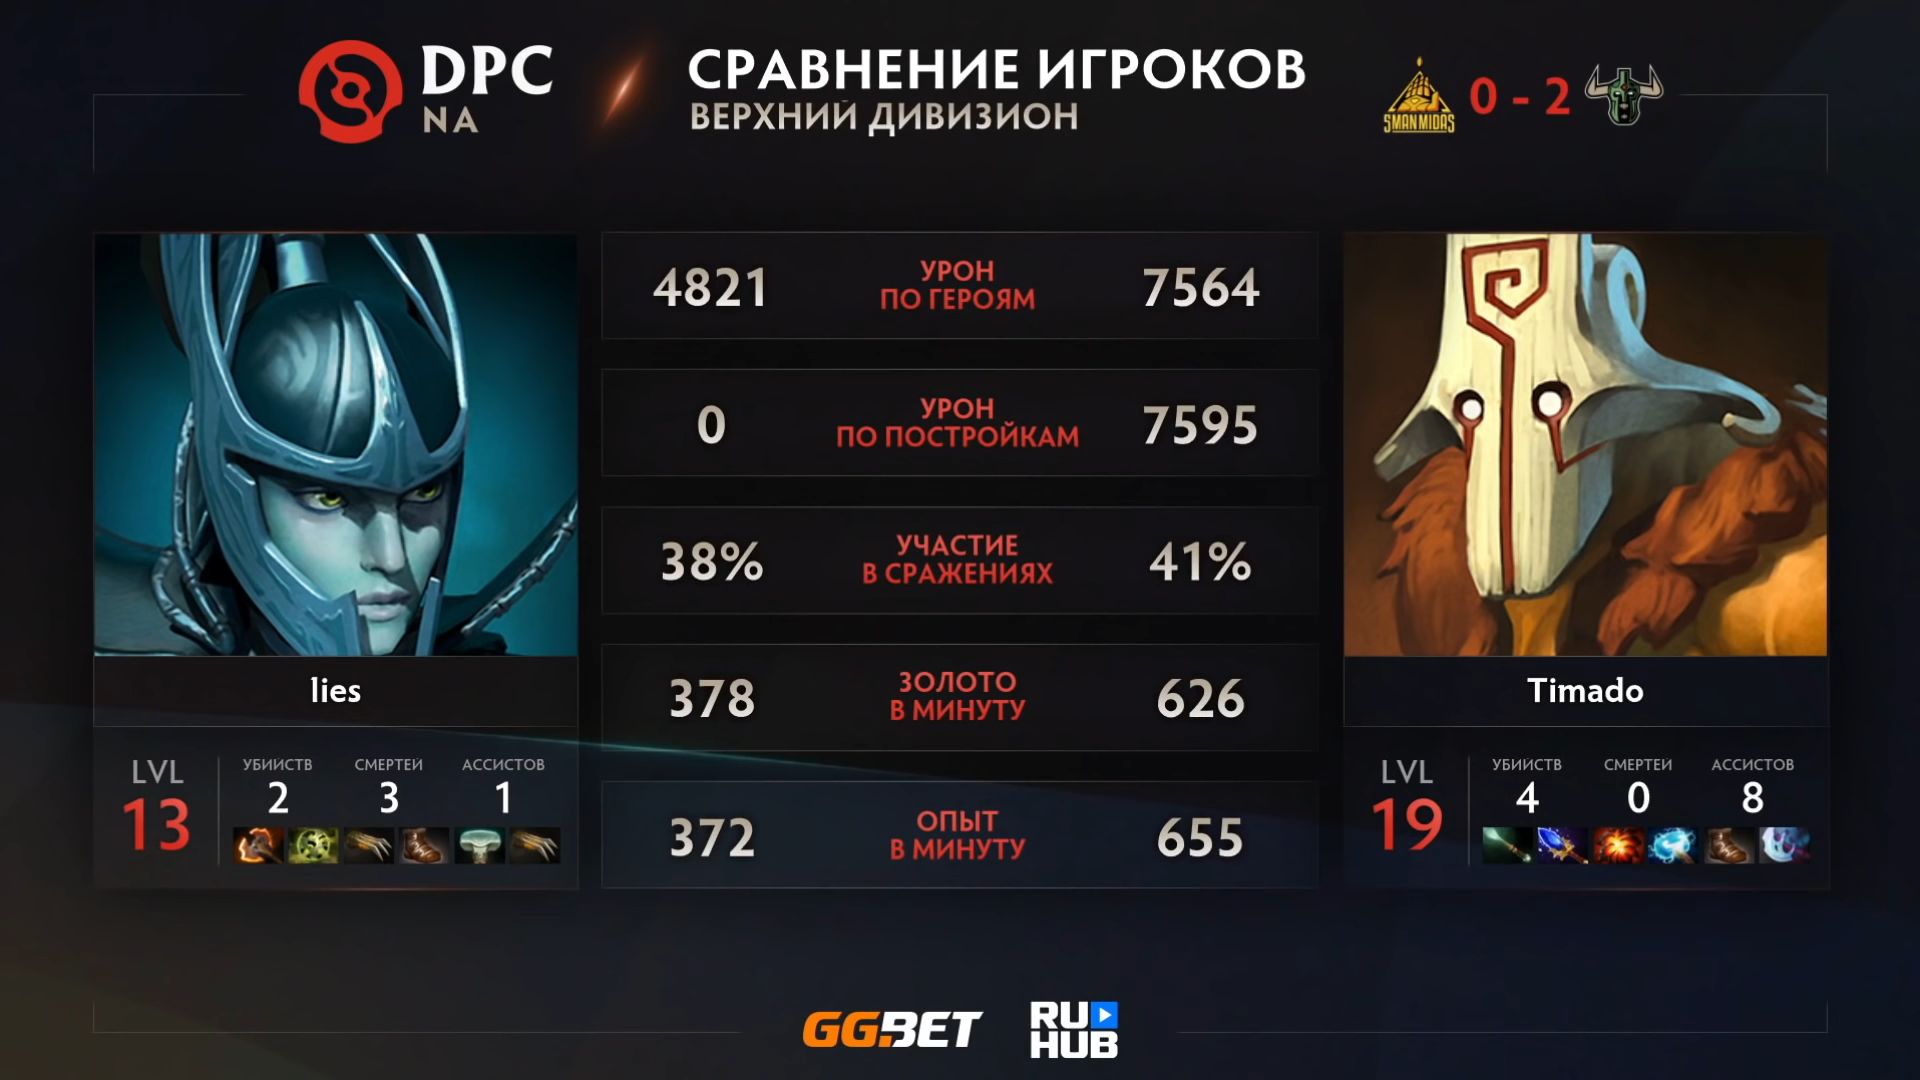 DPC
NA
СРАВНЕНИЕ ИГРОКОВ
ВЕРХНИЙ ДИВИЗИОН
5MANMIDAS
0 - 2
4821
УРОН
ПО ГЕРОЯМ
7564
0
УРОН
ПО ПОСТРОЙКАМ
7595
38%
УЧАСТИЕ
В СРАЖЕНИЯХ
41%
378
ЗОЛОТО
В МИНУТУ
626
372
ОПЫТ
В МИНУТУ
655
lies
LVL
13
УБИЙСТВ
2
СМЕРТЕЙ
3
АССИСТОВ
1
Timado
LVL
19
УБИЙСТВ
4
СМЕРТЕЙ
0
АССИСТОВ
8
GG.BET
RU
HUB